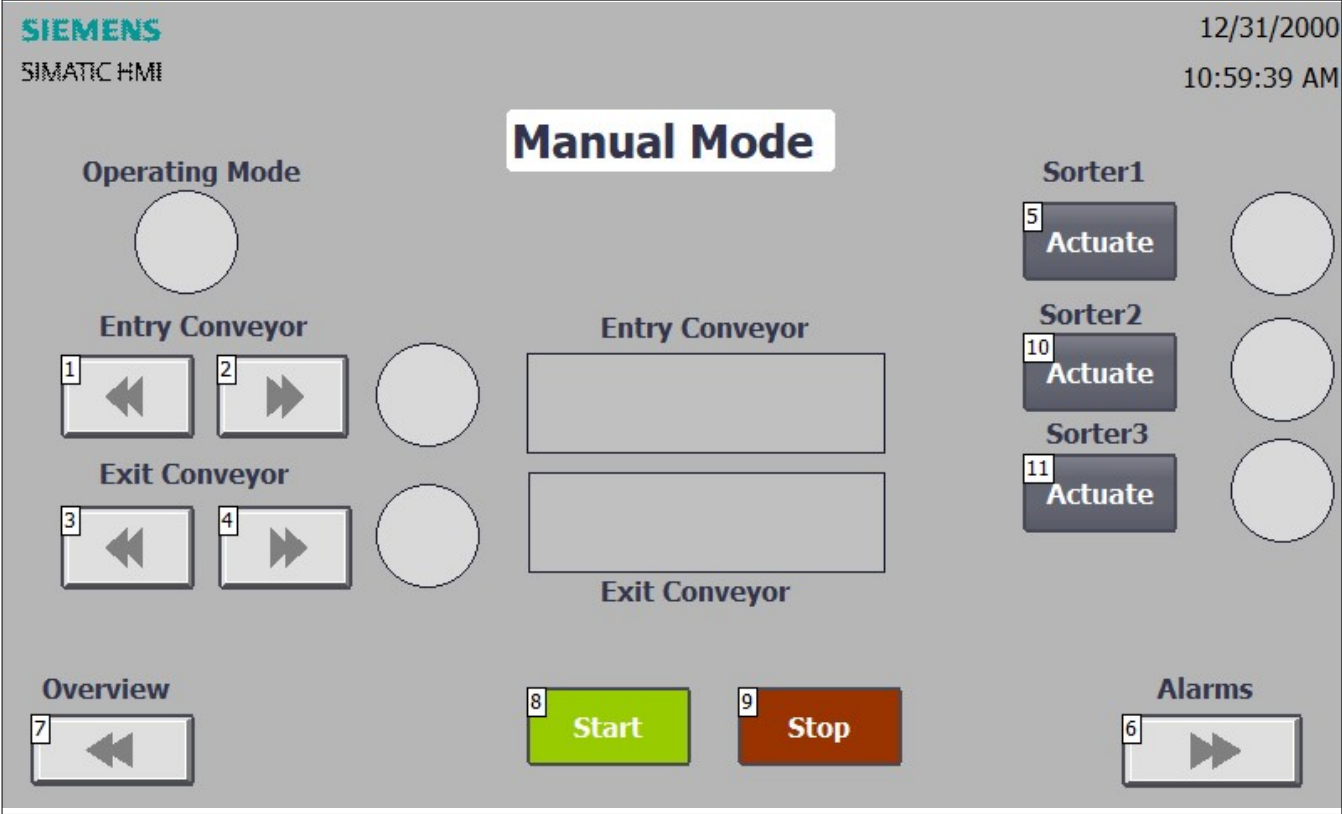 SIEMENS
12/31/2000
SIMATIC HMI
10:59:39 AM
Manual Mode
Operating Mode
Sorter1
5
Actuate
Entry Conveyor
Entry Conveyor
Sorter2
1
2
10
Actuate
Exit Conveyor
Sorter3
3
4
11
Actuate
Exit Conveyor
Overview
Alarms
7
8
Start
9
Stop
6